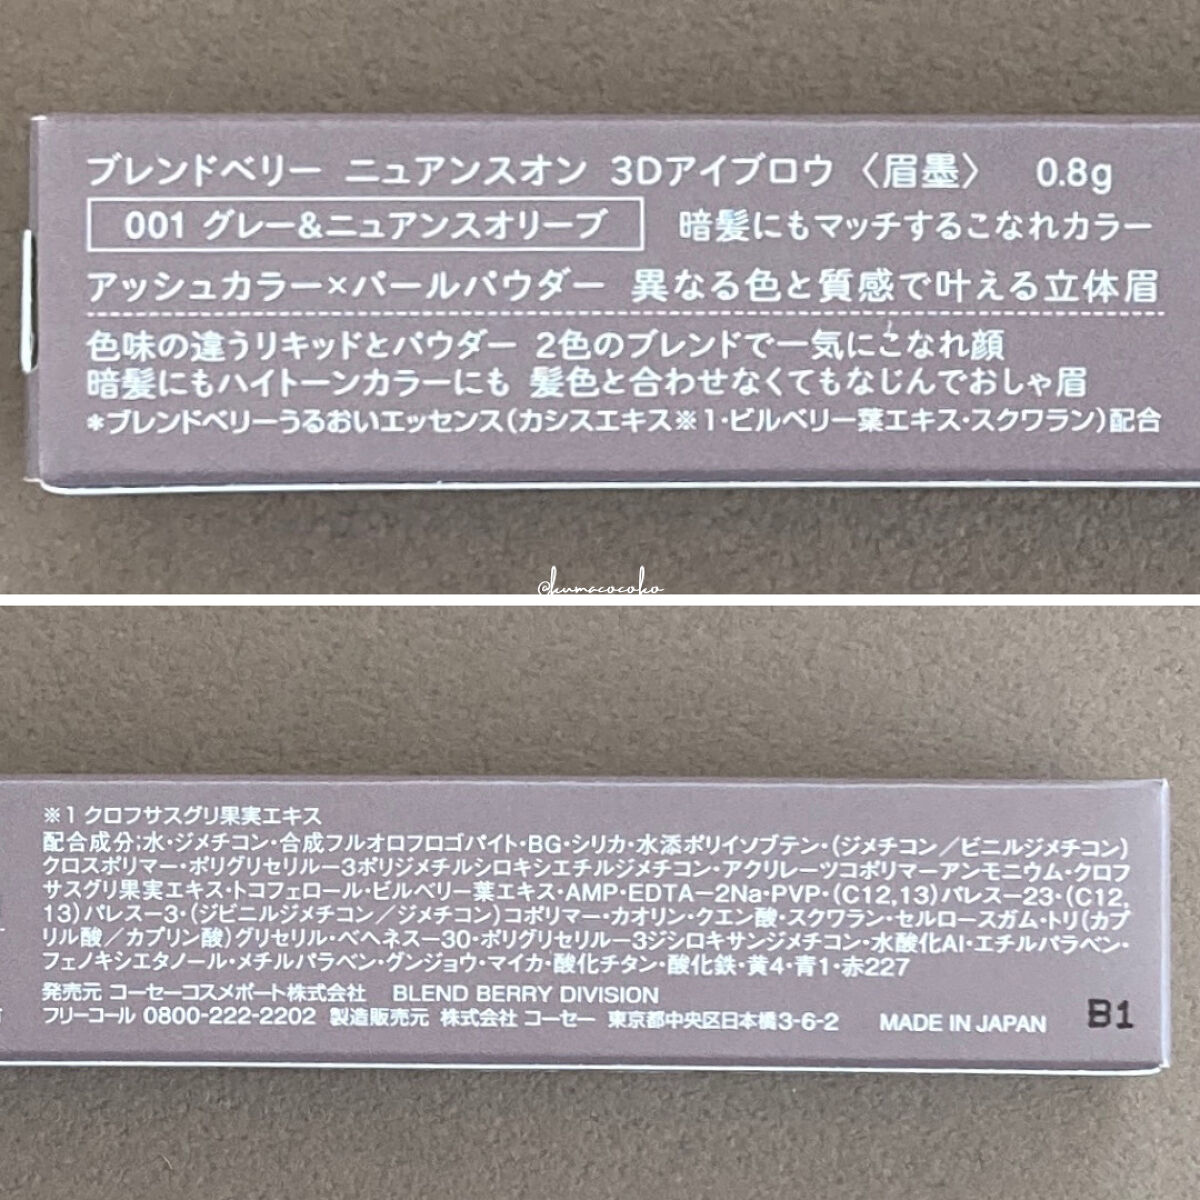 ブレンドベリー ニュアンスオン 3Dアイブロウ〈眉墨〉 0.8g
001 グレー&ニュアンスオリーブ 暗髪にもマッチするこなれカラー
アッシュカラー×パールパウダー 異なる色と質感で叶える立体眉
色味の違うリキッドとパウダー 2色のブレンドで一気にこなれ顔
暗髪にもハイトーンカラーにも 髪色と合わせなくてもなじんでおしゃ眉
*ブレンドベリーうるおいエッセンス(カシスエキス※1・ビルベリー葉エキス・スクワラン)配合
@kumacocoko
※1 クロフサスグリ果実エキス
配合成分:水・ジメチコン・合成フルオロフロゴパイト・BG・シリカ・水添ポリイソブテン・(ジメチコン/ビニルジメチコン)
クロスポリマー・ポリグリセリル-3ポリジメチルシロキシエチルジメチコン・アクリレーツコポリマーアンモニウム・クロフ
サスグリ果実エキス・トコフェロール・ビルベリー葉エキス・AMP・EDTA-2Na・PVP・(C12,13)パレス-23・(C12,
13)パレス-3・(ジビニルジメチコン/ジメチコン)コポリマー・カオリン・クエン酸・スクワラン・セルロースガム・トリ(カプ
リル酸/カプリン酸)グリセリル・ベヘネス-30・ポリグリセリル-3ジシロキサンジメチコン・水酸化Al・エチルパラベン・
フェノキシエタノール・メチルパラベン・グンジョウ・マイカ・酸化チタン・酸化鉄・黄4・青1・赤227
発売元 コーセーコスメポート株式会社 BLEND BERRY DIVISION
フリーコール 0800-222-2202 製造販売元 株式会社 コーセー 東京都中央区日本橋3-6-2 MADE IN JAPAN B1